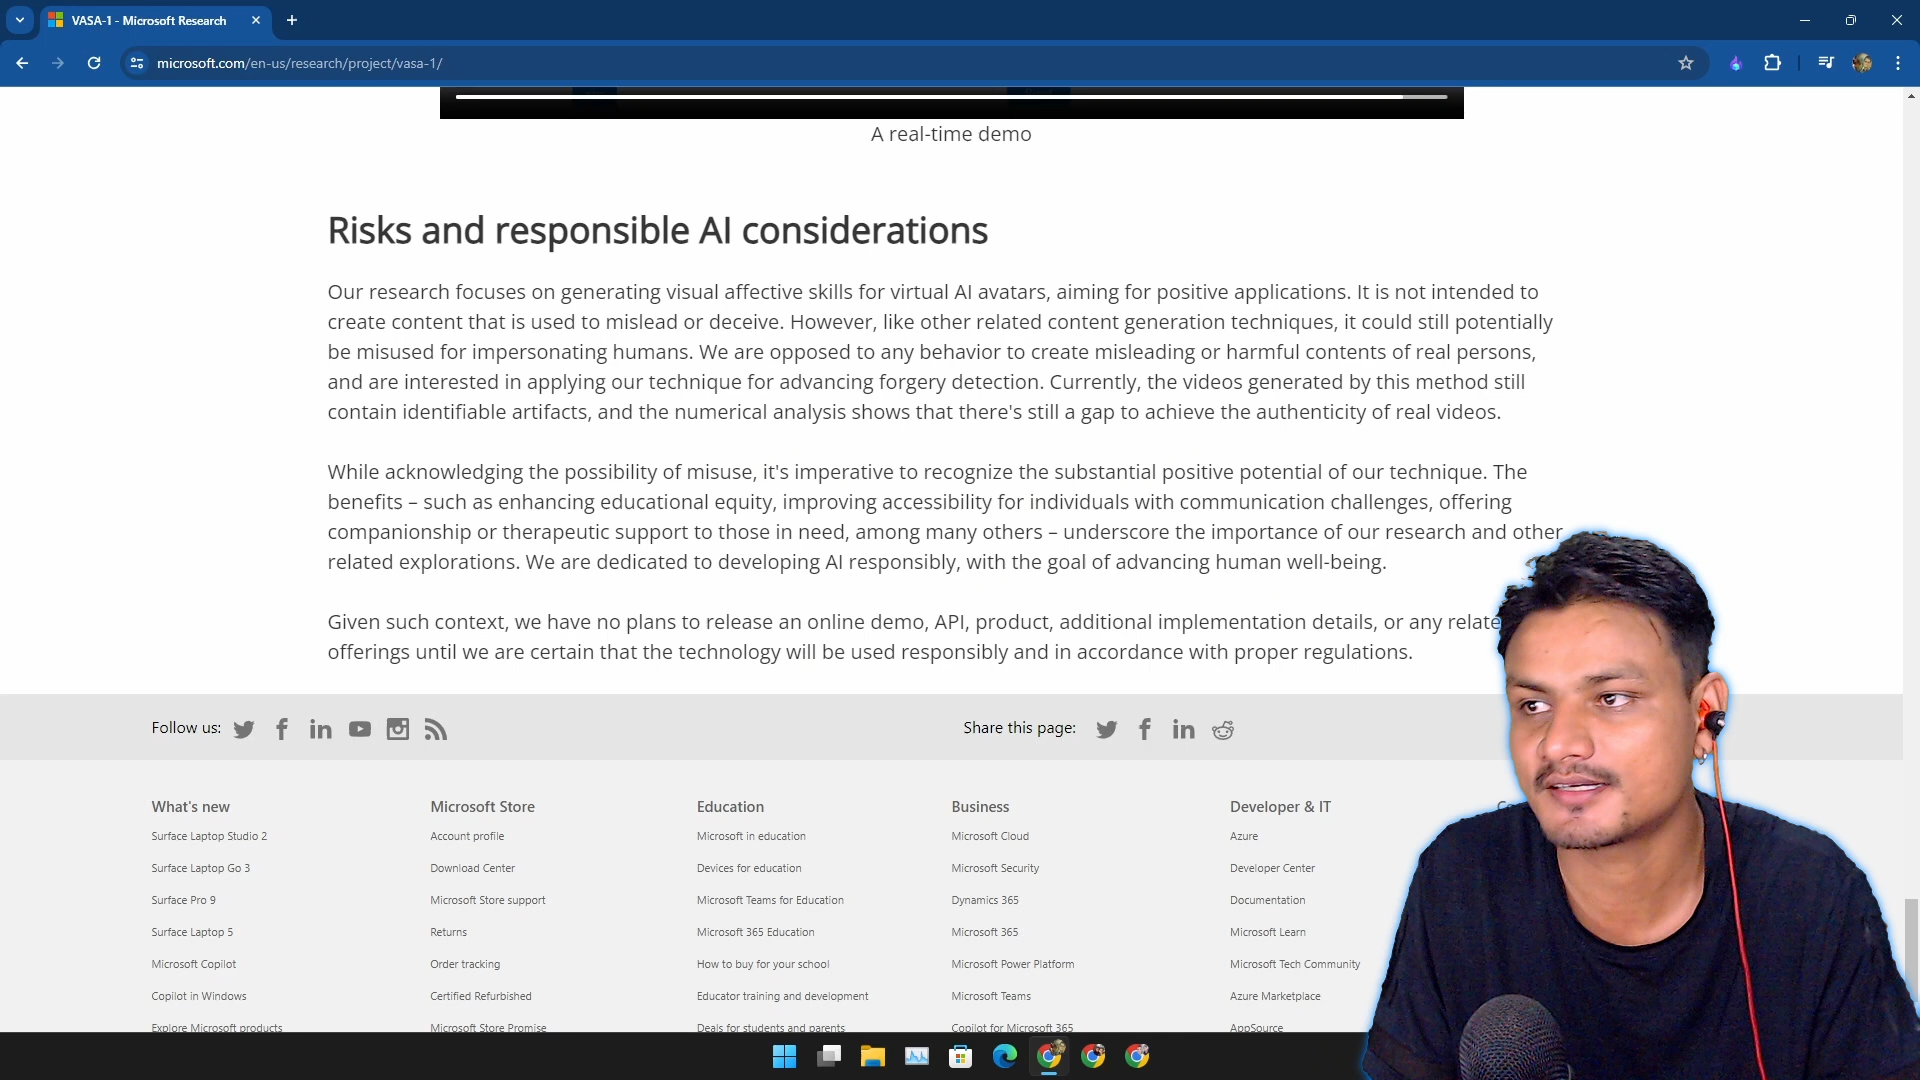 VASA-1 - Microsoft Research
microsoft.com/en-us/research/project/vasa-1/
A real-time demo
Risks and responsible AI considerations
Our research focuses on generating visual affective skills for virtual AI avatars, aiming for positive applications. It is not intended to
create content that is used to mislead or deceive. However, like other related content generation techniques, it could still potentially
be misused for impersonating humans. We are opposed to any behavior to create misleading or harmful contents of real persons,
and are interested in applying our technique for advancing forgery detection. Currently, the videos generated by this method still
contain identifiable artifacts, and the numerical analysis shows that there's still a gap to achieve the authenticity of real videos.
While acknowledging the possibility of misuse, it's imperative to recognize the substantial positive potential of our technique. The
benefits – such as enhancing educational equity, improving accessibility for individuals with communication challenges, offering
companionship or therapeutic support to those in need, among many others – underscore the importance of our research and other
related explorations. We are dedicated to developing AI responsibly, with the goal of advancing human well-being.
Given such context, we have no plans to release an online demo, API, product, additional implementation details, or any relate
offerings until we are certain that the technology will be used responsibly and in accordance with proper regulations.
Follow us:
Share this page:
What's new
Surface Laptop Studio 2
Surface Laptop Go 3
Surface Pro 9
Surface Laptop 5
Microsoft Copilot
Copilot in Windows
Explore Microsoft products
Microsoft Store
Account profile
Download Center
Microsoft Store support
Returns
Order tracking
Certified Refurbished
Microsoft Store Promise
Education
Microsoft in education
Devices for education
Microsoft Teams for Education
Microsoft 365 Education
How to buy for your school
Educator training and development
Deals for students and parents
Business
Microsoft Cloud
Microsoft Security
Dynamics 365
Microsoft 365
Microsoft Power Platform
Microsoft Teams
Copilot for Microsoft 365
Developer & IT
Azure
Developer Center
Documentation
Microsoft Learn
Microsoft Tech Community
Azure Marketplace
AppSource